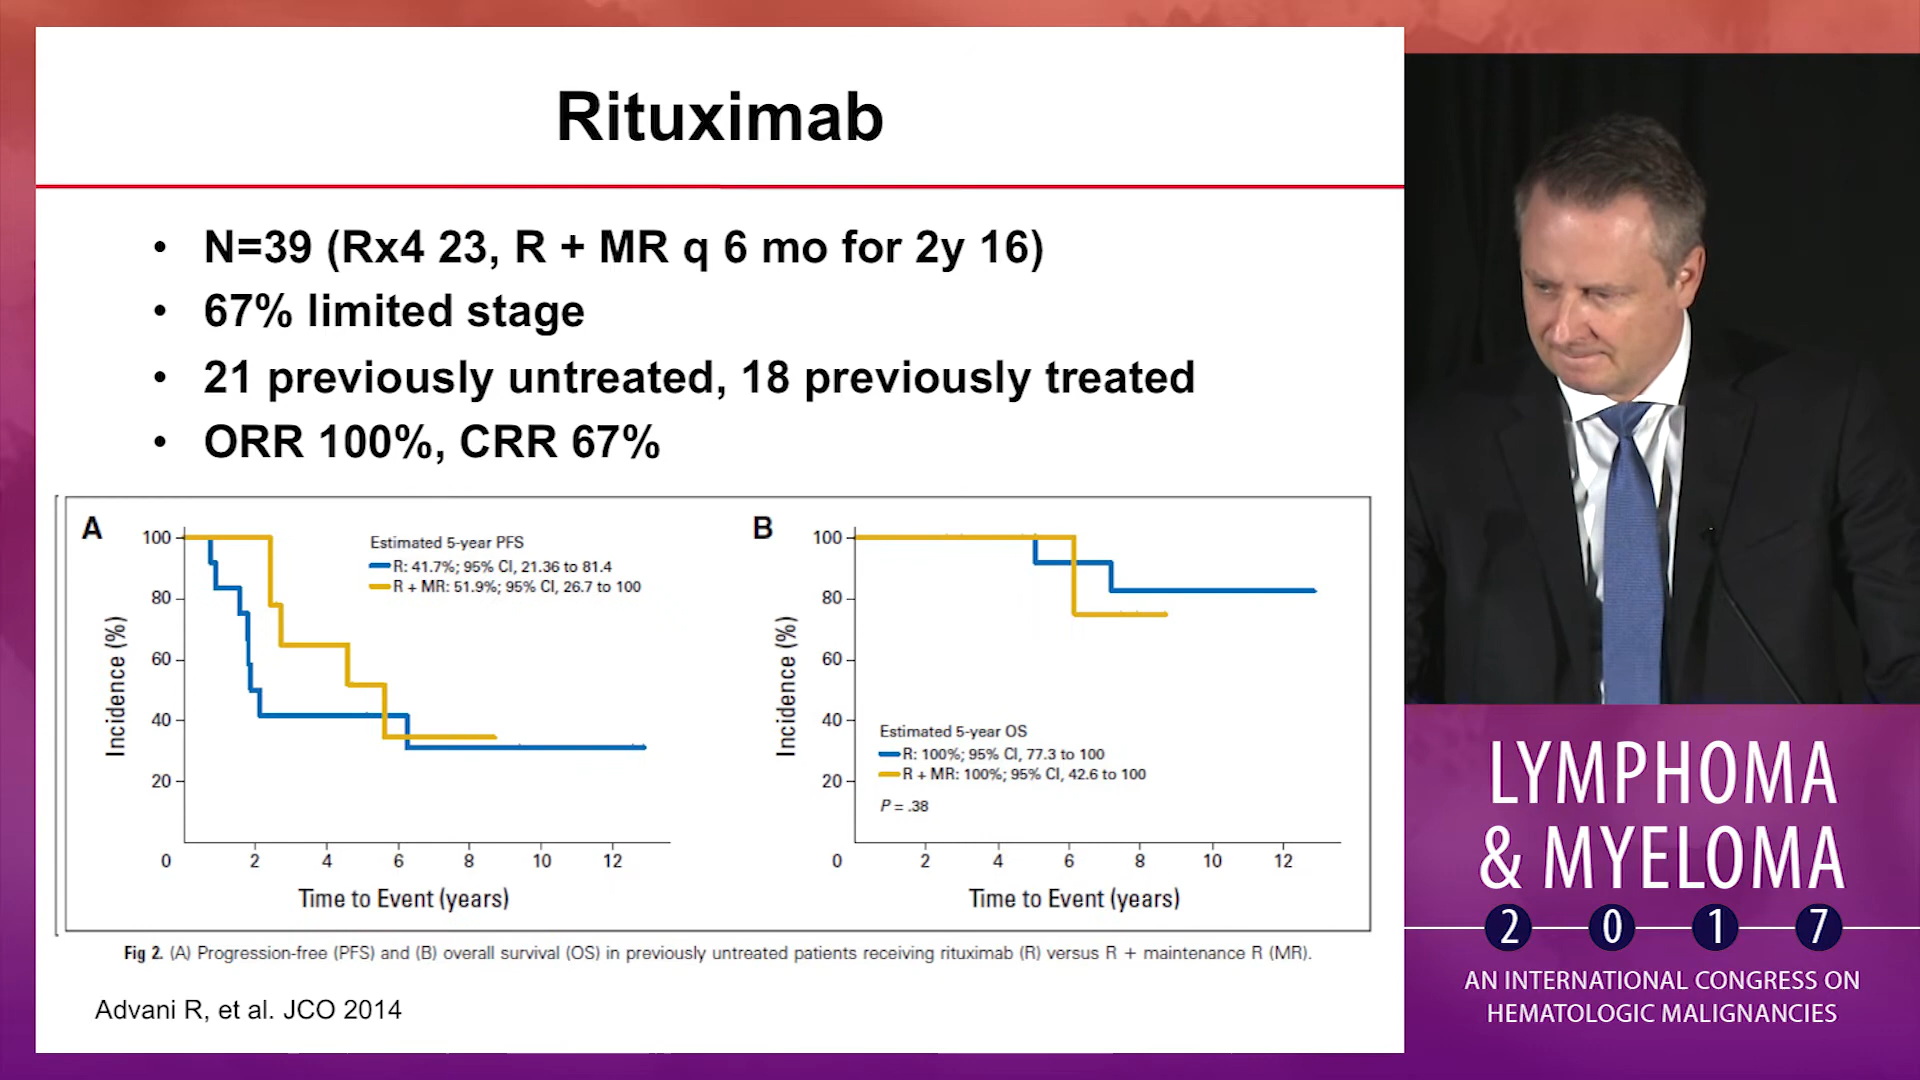 Rituximab
• N=39 (Rx4 23, R + MR q 6 mo for 2y 16)
• 67% limited stage
• 21 previously untreated, 18 previously treated
• ORR 100%, CRR 67%
A
Incidence (%)
100
80
60
40
20
0 2 4 6 8 10 12
Time to Event (years)
Estimated 5-year PFS
R: 41.7%; 95% CI, 21.36 to 81.4
R + MR: 51.9%; 95% CI, 26.7 to 100
B
Incidence (%)
100
80
60
40
20
0 2 4 6 8 10 12
Time to Event (years)
Estimated 5-year OS
R: 100%; 95% CI, 77.3 to 100
R + MR: 100%; 95% CI, 42.6 to 100
P = .38
Fig 2. (A) Progression-free (PFS) and (B) overall survival (OS) in previously untreated patients receiving rituximab (R) versus R + maintenance R (MR).
Advani R, et al. JCO 2014
LYMPHOMA
& MYELOMA
2 0 1 7
AN INTERNATIONAL CONGRESS ON
HEMATOLOGIC MALIGNANCIES